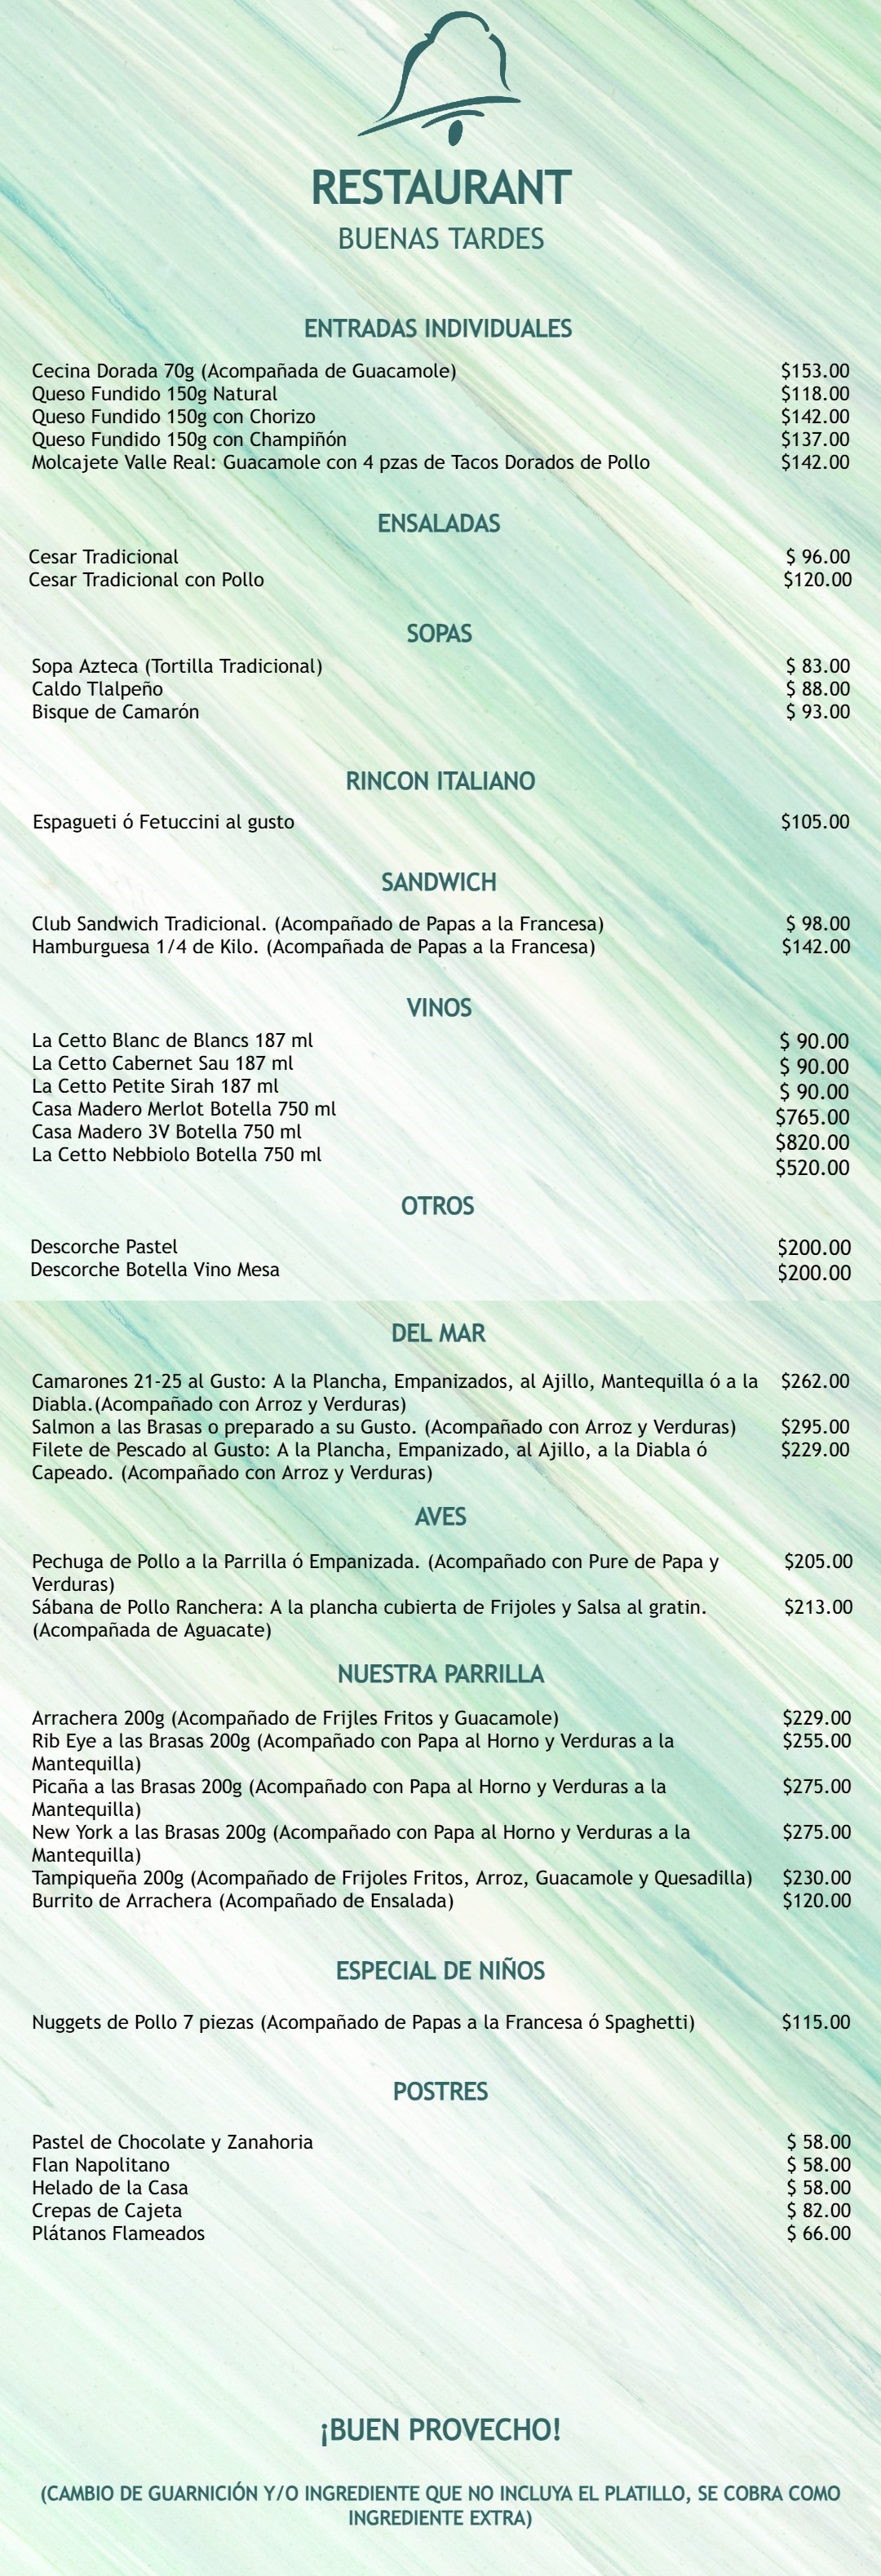 RESTAURANT
BUENAS TARDES
ENTRADAS INDIVIDUALES
Cecina Dorada 70g (Acompañada de Guacamole) $153.00
Queso Fundido 150g Natural $118.00
Queso Fundido 150g con Chorizo $142.00
Queso Fundido 150g con Champiñón $137.00
Molcajete Valle Real: Guacamole con 4 pzas de Tacos Dorados de Pollo $142.00
ENSALADAS
Cesar Tradicional $ 96.00
Cesar Tradicional con Pollo $120.00
SOPAS
Sopa Azteca (Tortilla Tradicional) $ 83.00
Caldo Tlalpeño $ 88.00
Bisque de Camarón $ 93.00
RINCON ITALIANO
Espagueti ó Fetuccini al gusto $105.00
SANDWICH
Club Sandwich Tradicional. (Acompañado de Papas a la Francesa) $ 98.00
Hamburguesa 1/4 de Kilo. (Acompañada de Papas a la Francesa) $142.00
VINOS
La Cetto Blanc de Blancs 187 ml $ 90.00
La Cetto Cabernet Sau 187 ml $ 90.00
La Cetto Petite Sirah 187 ml $ 90.00
Casa Madero Merlot Botella 750 ml $765.00
Casa Madero 3V Botella 750 ml $820.00
La Cetto Nebbiolo Botella 750 ml $520.00
OTROS
Descorche Pastel $200.00
Descorche Botella Vino Mesa $200.00
DEL MAR
Camarones 21-25 al Gusto: A la Plancha, Empanizados, al Ajillo, Mantequilla ó a la $262.00
Diabla.(Acompañado con Arroz y Verduras)
Salmon a las Brasas o preparado a su Gusto. (Acompañado con Arroz y Verduras) $295.00
Filete de Pescado al Gusto: A la Plancha, Empanizado, al Ajillo, a la Diabla ó $229.00
Capeado. (Acompañado con Arroz y Verduras)
AVES
Pechuga de Pollo a la Parrilla ó Empanizada. (Acompañado con Pure de Papa y $205.00
Verduras)
Sábana de Pollo Ranchera: A la plancha cubierta de Frijoles y Salsa al gratin. $213.00
(Acompañada de Aguacate)
NUESTRA PARRILLA
Arrachera 200g (Acompañado de Frijles Fritos y Guacamole) $229.00
Rib Eye a las Brasas 200g (Acompañado con Papa al Horno y Verduras a la $255.00
Mantequilla)
Picaña a las Brasas 200g (Acompañado con Papa al Horno y Verduras a la $275.00
Mantequilla)
New York a las Brasas 200g (Acompañado con Papa al Horno y Verduras a la $275.00
Mantequilla)
Tampiqueña 200g (Acompañado de Frijoles Fritos, Arroz, Guacamole y Quesadilla) $230.00
Burrito de Arrachera (Acompañado de Ensalada) $120.00
ESPECIAL DE NIÑOS
Nuggets de Pollo 7 piezas (Acompañado de Papas a la Francesa ó Spaghetti) $115.00
POSTRES
Pastel de Chocolate y Zanahoria $ 58.00
Flan Napolitano $ 58.00
Helado de la Casa $ 58.00
Crepas de Cajeta $ 82.00
Plátanos Flameados $ 66.00
¡BUEN PROVECHO!
(CAMBIO DE GUARNICIÓN Y/O INGREDIENTE QUE NO INCLUYA EL PLATILLO, SE COBRA COMO
INGREDIENTE EXTRA)